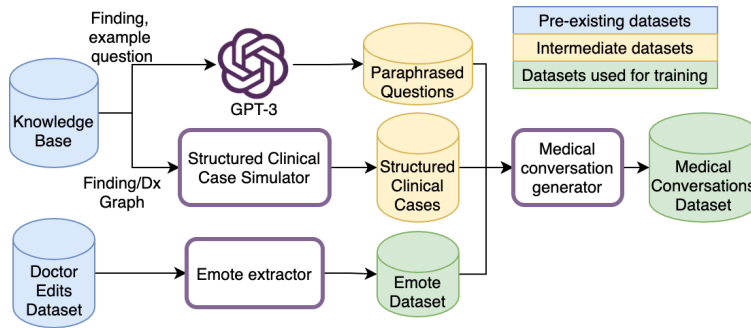 Finding,
example
question
GPT-3
Paraphrased
Questions
Pre-existing datasets
Intermediate datasets
Datasets used for training
Knowledge
Base
Finding/Dx
Graph
Structured Clinical
Case Simulator
Structured
Clinical
Cases
Medical
conversation
generator
Medical
Conversations
Dataset
Doctor
Edits
Dataset
Emote extractor
Emote
Dataset